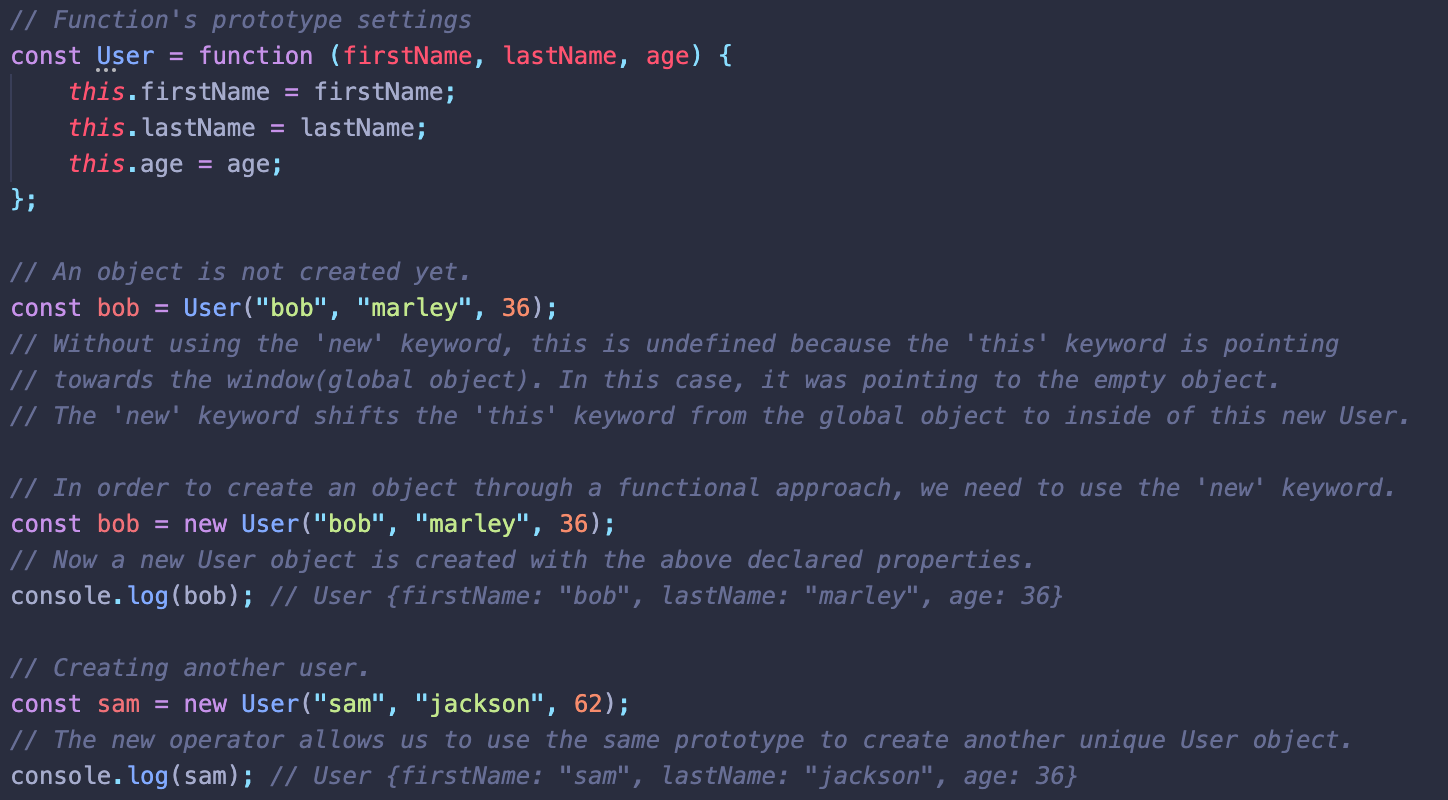 // Function's prototype settings
const User = function (firstName, lastName, age) {
    this.firstName = firstName;
    this.lastName = lastName;
    this.age = age;
};

// An object is not created yet.
const bob = User("bob", "marley", 36);
// Without using the 'new' keyword, this is undefined because the 'this' keyword is pointing
// towards the window(global object). In this case, it was pointing to the empty object.
// The 'new' keyword shifts the 'this' keyword from the global object to inside of this new User.

// In order to create an object through a functional approach, we need to use the 'new' keyword.
const bob = new User("bob", "marley", 36);
// Now a new User object is created with the above declared properties.
console.log(bob); // User {firstName: "bob", lastName: "marley", age: 36}

// Creating another user.
const sam = new User("sam", "jackson", 62);
// The new operator allows us to use the same prototype to create another unique User object.
console.log(sam); // User {firstName: "sam", lastName: "jackson", age: 36}